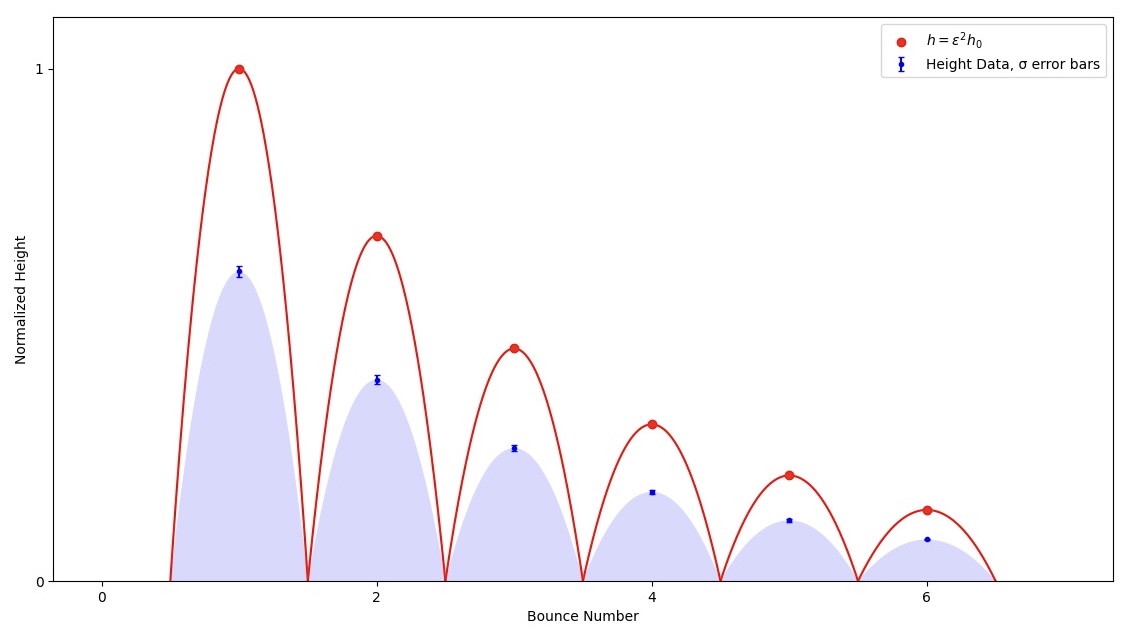 h = ε²h₀
Height Data, σ error bars
1
Normalized Height
0
0 2 4 6
Bounce Number